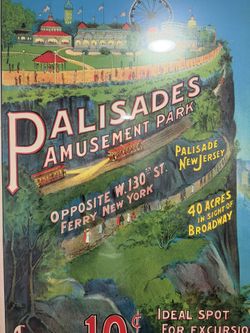 PALISADES
AMUSEMENT PARK
PALISADE
NEW JERSEY
OPPOSITE W. 130TH ST.
FERRY NEW YORK
40 ACRES
IN SIGHT OF
BROADWAY
10¢
IDEAL SPOT
FOR EXCURSIO